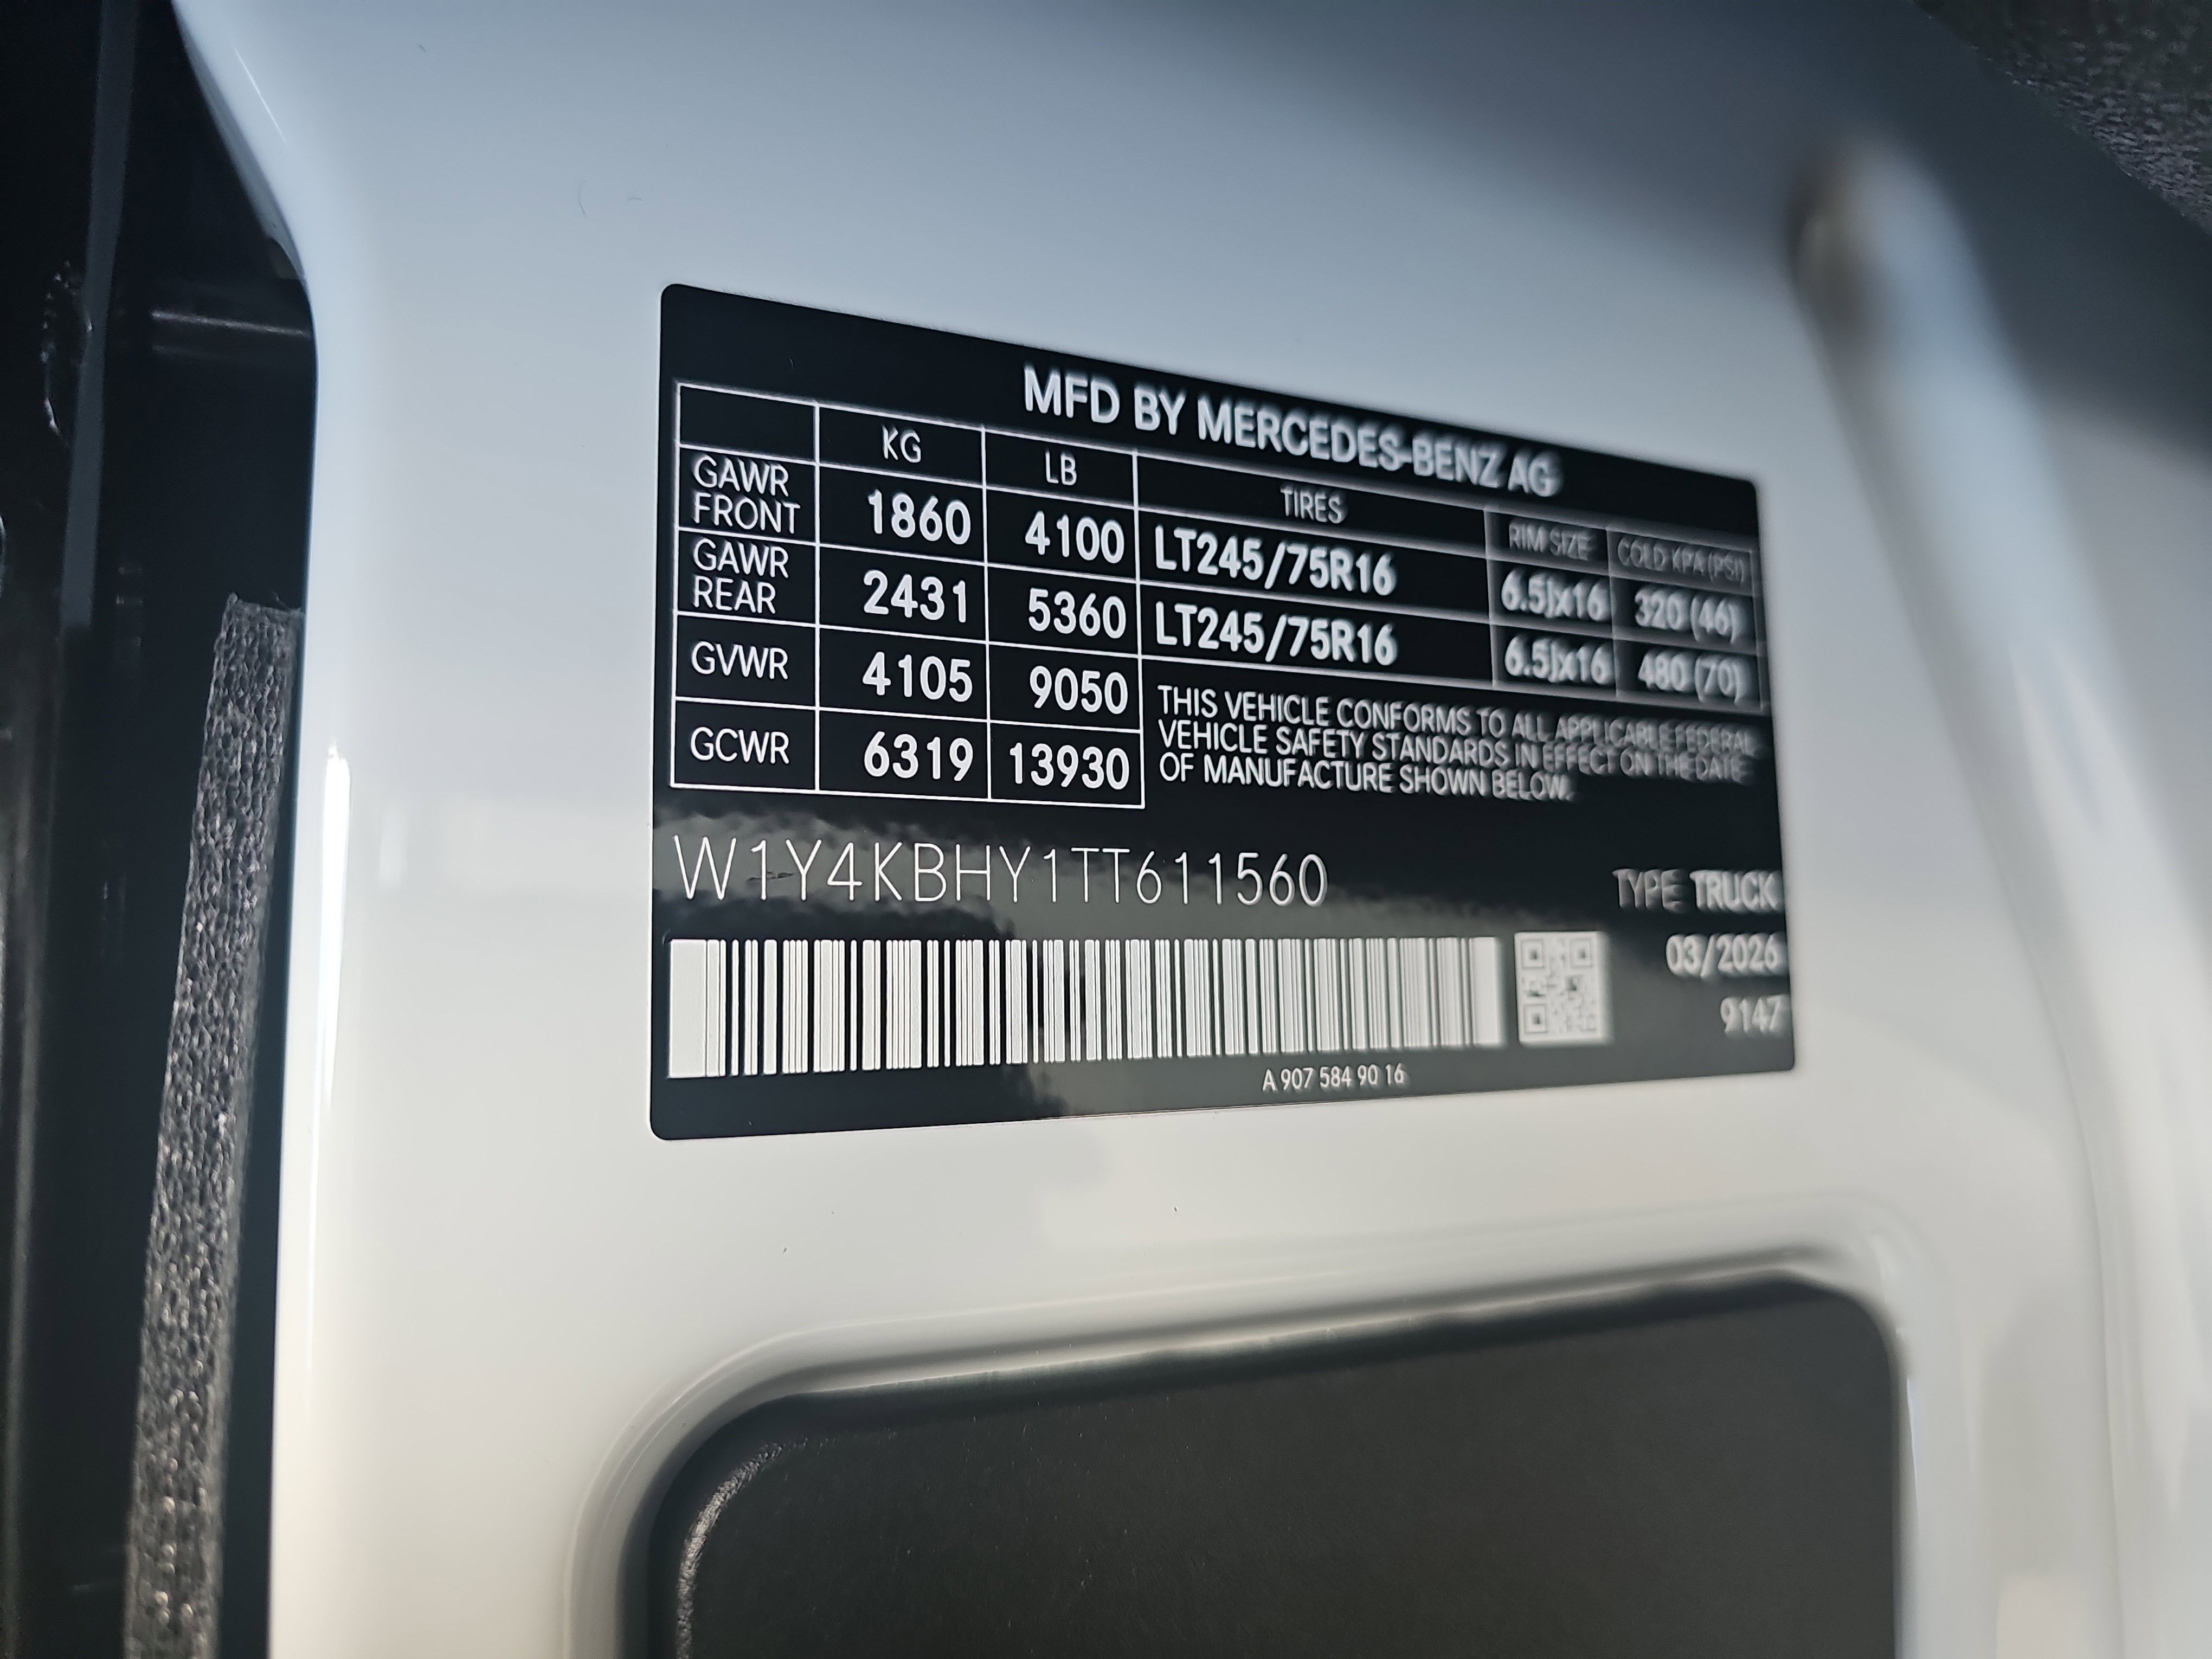 MFD BY MERCEDES-BENZ AG
KG LB TIRES RIM SIZE COLD KPA (PSI)
GAWR FRONT 1860 4100 LT245/75R16 6.5Jx16 320 (46)
GAWR REAR 2431 5360 LT245/75R16 6.5Jx16 480 (70)
GVWR 4105 9050
GCWR 6319 13930
THIS VEHICLE CONFORMS TO ALL APPLICABLE FEDERAL
VEHICLE SAFETY STANDARDS IN EFFECT ON THE DATE
OF MANUFACTURE SHOWN BELOW.
W1Y4KBHY1TT611560
TYPE TRUCK
03/2026
9147
A 907 584 90 16